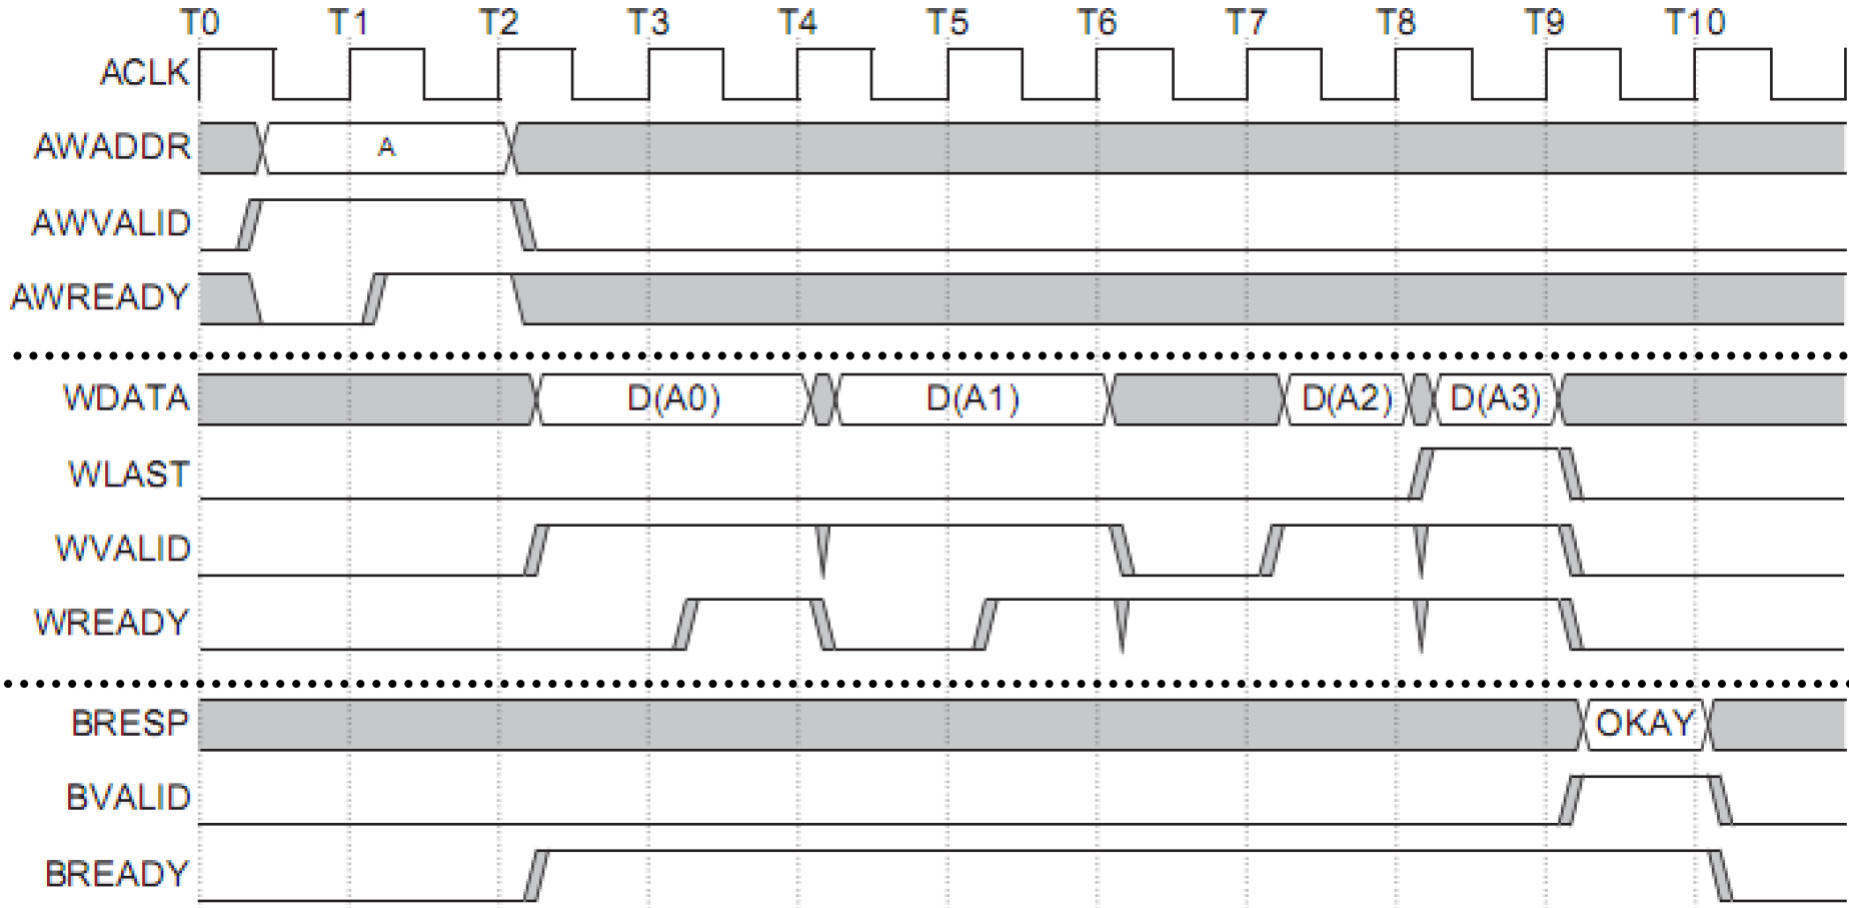 T0 T1 T2 T3 T4 T5 T6 T7 T8 T9 T10
ACLK
AWADDR A
AWVALID
AWREADY
WDATA D(A0) D(A1) D(A2) D(A3)
WLAST
WVALID
WREADY
BRESP OKAY
BVALID
BREADY